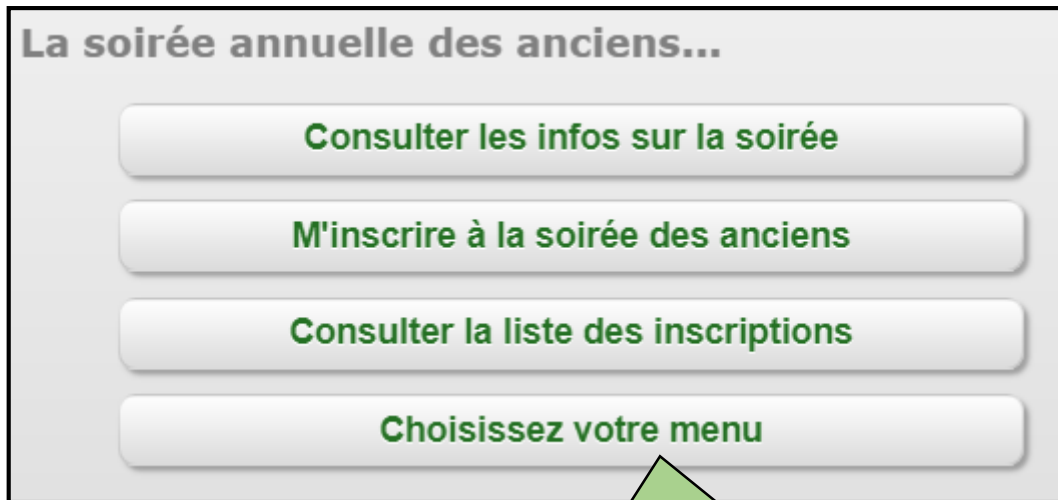 La soirée annuelle des anciens...
Consulter les infos sur la soirée
M'inscrire à la soirée des anciens
Consulter la liste des inscriptions
Choisissez votre menu